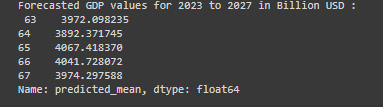 Forecasted GDP values for 2023 to 2027 in Billion USD :
63    3972.098235
64    3892.371745
65    4067.418370
66    4041.728072
67    3974.297588
Name: predicted_mean, dtype: float64